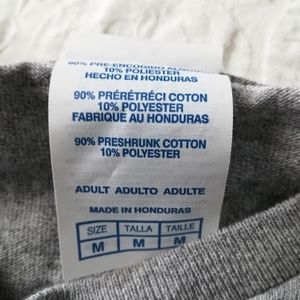 90% PRE-ENCOGIDO
10% POLIESTER
HECHO EN HONDURAS
90% PRÉRÉTRÉCI COTON
10% POLYESTER
FABRIQUE AU HONDURAS
90% PRESHRUNK COTTON
10% POLYESTER
ADULT ADULTO ADULTE
MADE IN HONDURAS
SIZE TALLA TAILLE
M M M